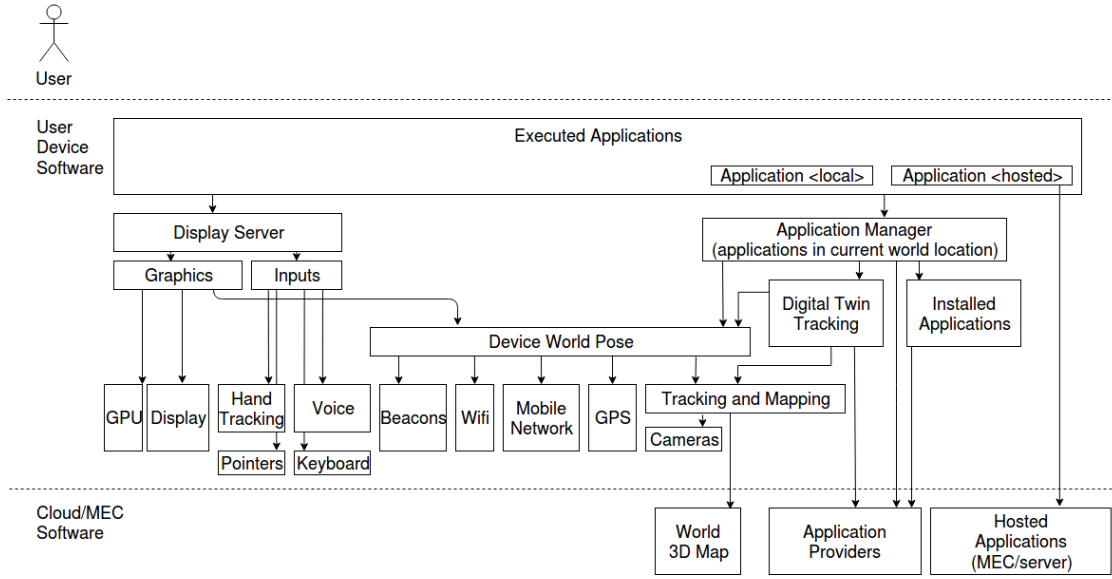 User
User
Device
Software
Executed Applications
Application <local>
Application <hosted>
Display Server
Application Manager
(applications in current world location)
Graphics
Inputs
Digital Twin
Tracking
Installed
Applications
Device World Pose
GPU
Display
Hand
Tracking
Voice
Beacons
Wifi
Mobile
Network
GPS
Tracking and Mapping
Cameras
Pointers
Keyboard
Cloud/MEC
Software
World
3D Map
Application
Providers
Hosted
Applications
(MEC/server)